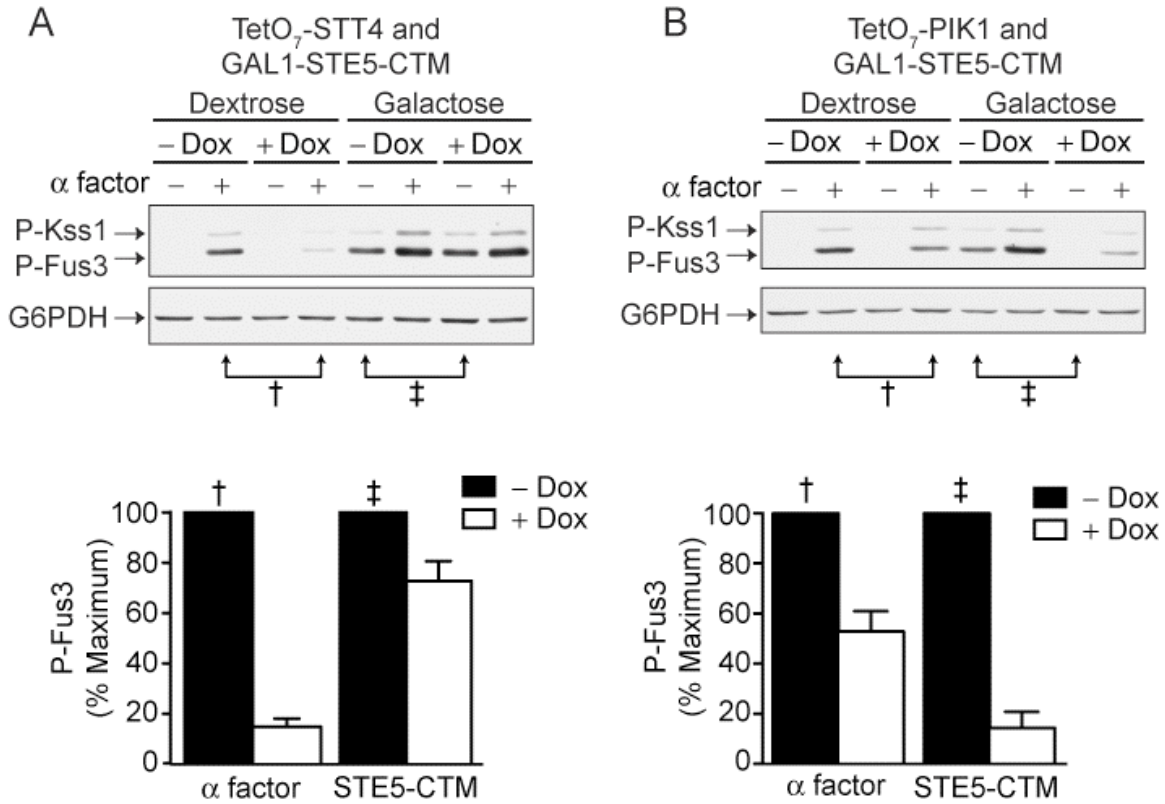 A
TetO7-STT4 and
GAL1-STE5-CTM
Dextrose Galactose
– Dox + Dox – Dox + Dox
α factor – + – + – + – +
P-Kss1
P-Fus3
G6PDH
† ‡
† ‡
– Dox
+ Dox
P-Fus3
(% Maximum)
100
80
60
40
20
0
α factor STE5-CTM
B
TetO7-PIK1 and
GAL1-STE5-CTM
Dextrose Galactose
– Dox + Dox – Dox + Dox
α factor – + – + – + – +
P-Kss1
P-Fus3
G6PDH
† ‡
† ‡
– Dox
+ Dox
P-Fus3
(% Maximum)
100
80
60
40
20
0
α factor STE5-CTM